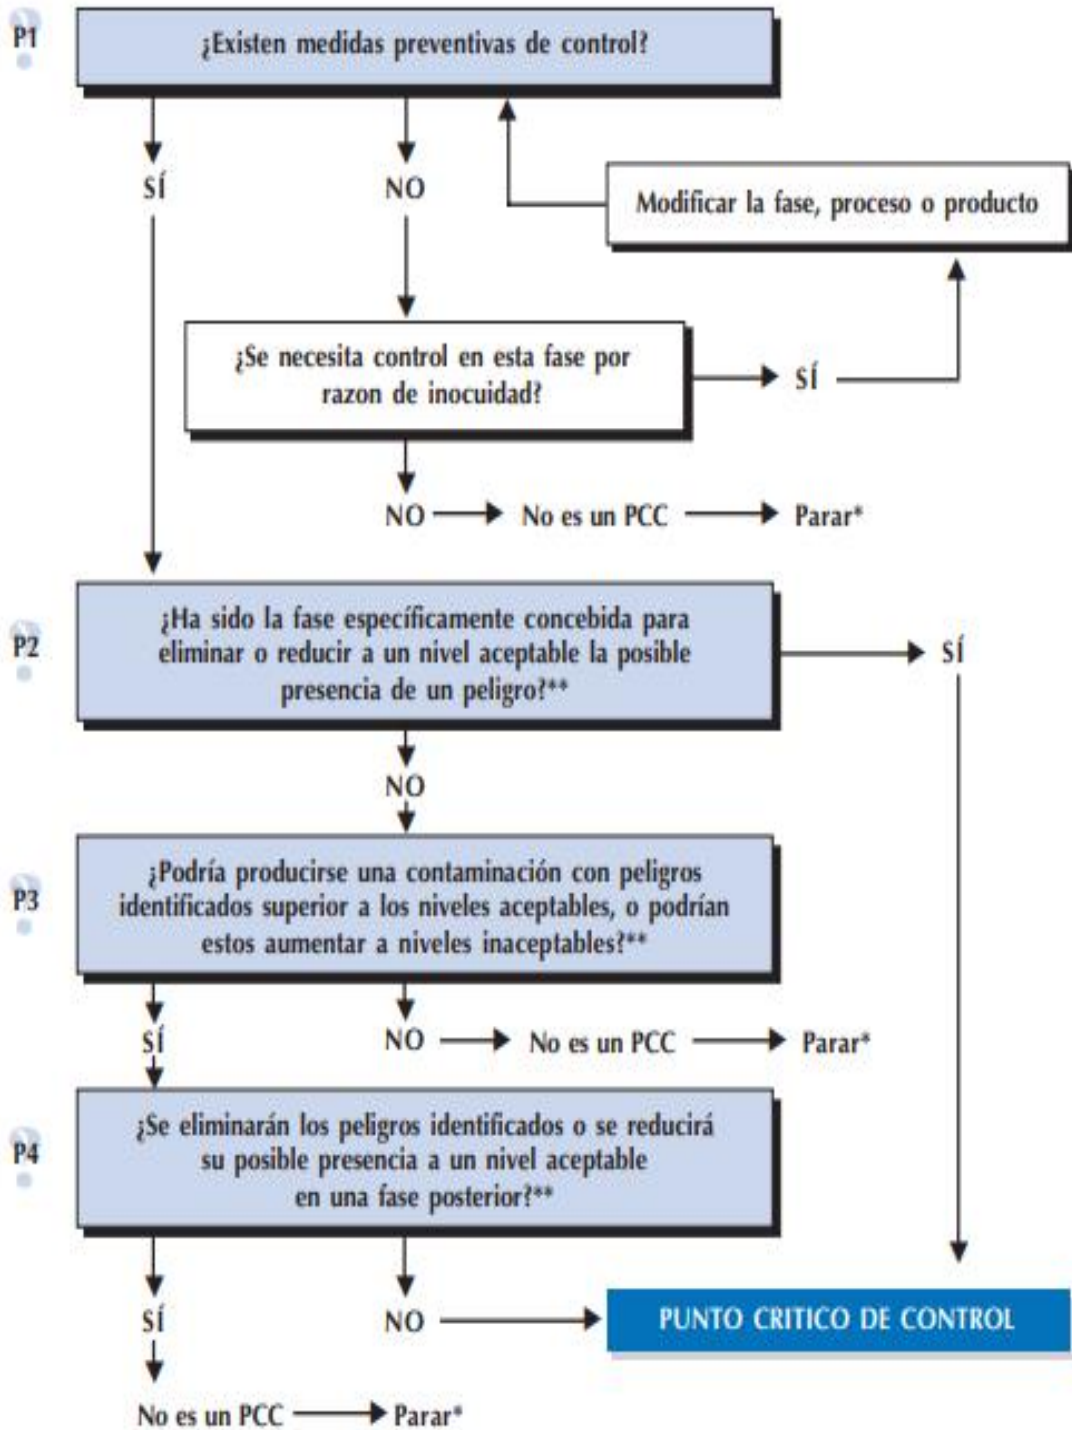 P1
¿Existen medidas preventivas de control?
SÍ
NO
Modificar la fase, proceso o producto
¿Se necesita control en esta fase por
razon de inocuidad?
SÍ
NO
No es un PCC
Parar*
P2
¿Ha sido la fase específicamente concebida para
eliminar o reducir a un nivel aceptable la posible
presencia de un peligro?**
SÍ
NO
P3
¿Podría producirse una contaminación con peligros
identificados superior a los niveles aceptables, o podrían
estos aumentar a niveles inaceptables?**
SÍ
NO
No es un PCC
Parar*
P4
¿Se eliminarán los peligros identificados o se reducirá
su posible presencia a un nivel aceptable
en una fase posterior?**
SÍ
NO
PUNTO CRITICO DE CONTROL
No es un PCC
Parar*